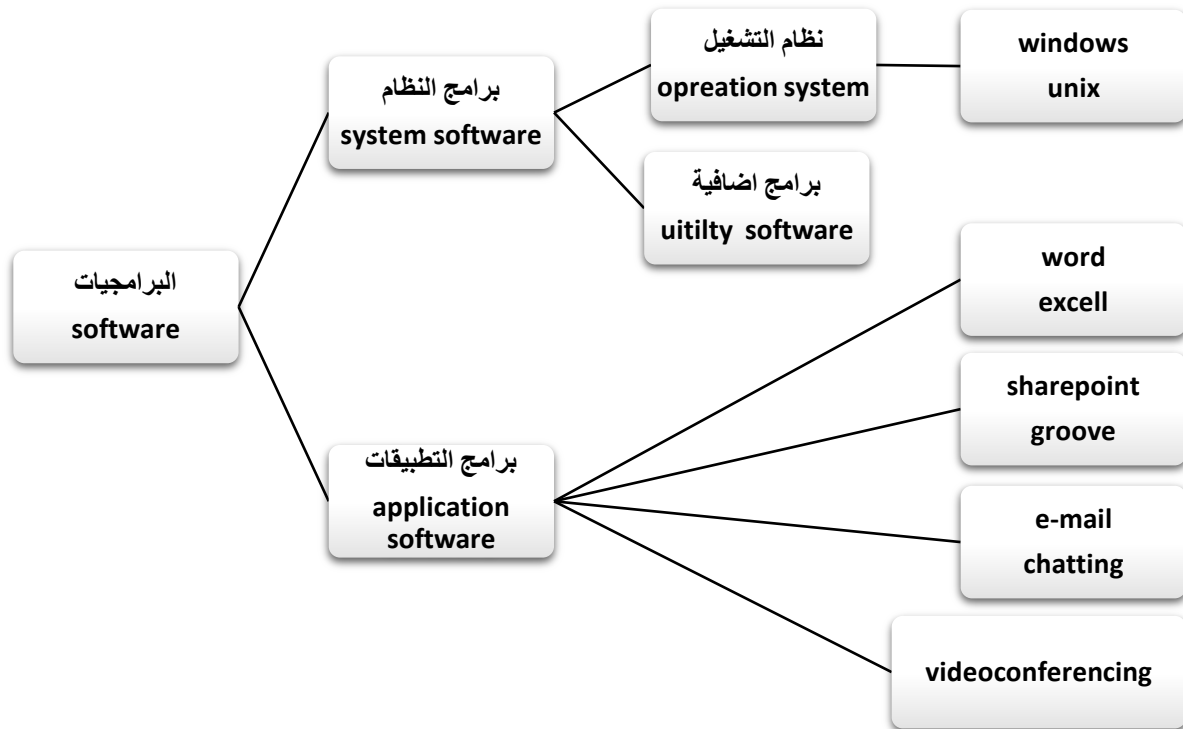 البرامجيات
software
برامج النظام
system software
نظام التشغيل
opreation system
windows
unix
برامج اضافية
uitilty software
برامج التطبيقات
application
software
word
excell
sharepoint
groove
e-mail
chatting
videoconferencing